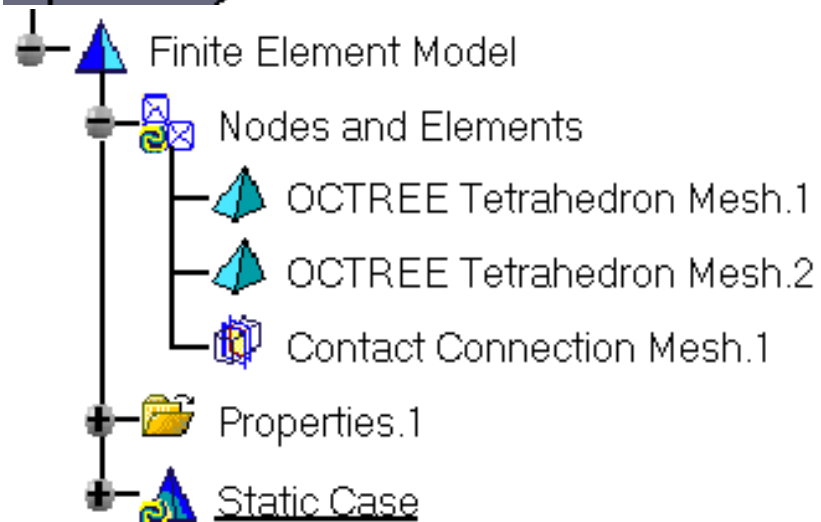 Finite Element Model
Nodes and Elements
OCTREE Tetrahedron Mesh.1
OCTREE Tetrahedron Mesh.2
Contact Connection Mesh.1
Properties.1
Static Case